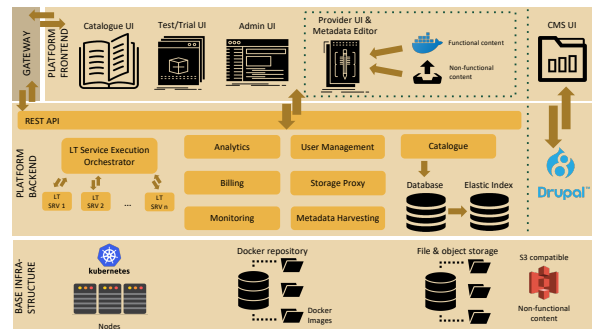 GATEWAY
PLATFORM
FRONTEND
Catalogue UI
Test/Trial UI
Admin UI
Provider UI &
Metadata Editor
Functional content
Non-functional
content
CMS UI
REST API
PLATFORM
BACKEND
LT Service Execution
Orchestrator
LT
SRV 1
LT
SRV 2
...
LT
SRV n
Analytics
User Management
Catalogue
Billing
Storage Proxy
Monitoring
Metadata Harvesting
Database
Elastic Index
Drupal™
BASE INFRA-
STRUCTURE
kubernetes
Nodes
Docker repository
Docker
Images
File & object storage
S3 compatible
Non-functional
content